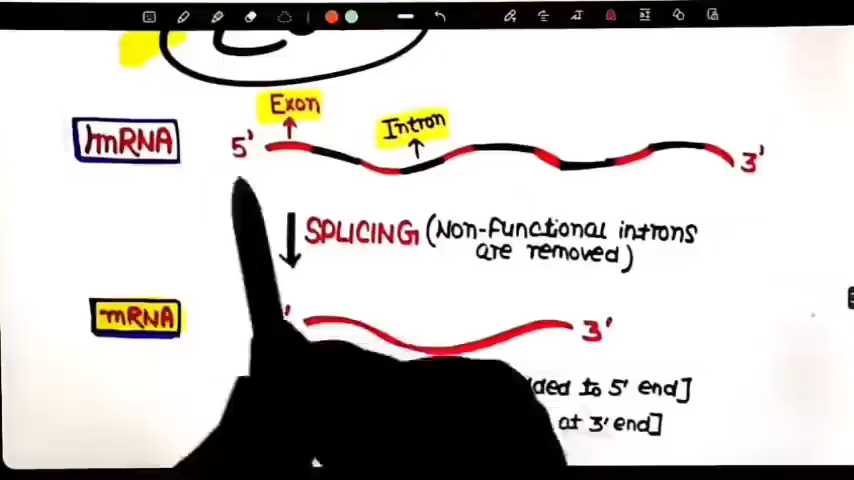 Exon
Intron
hnRNA 5' 3'
SPLICING (Non-functional introns
are removed)
mRNA ' 3'
to 5' end]
at 3' end]